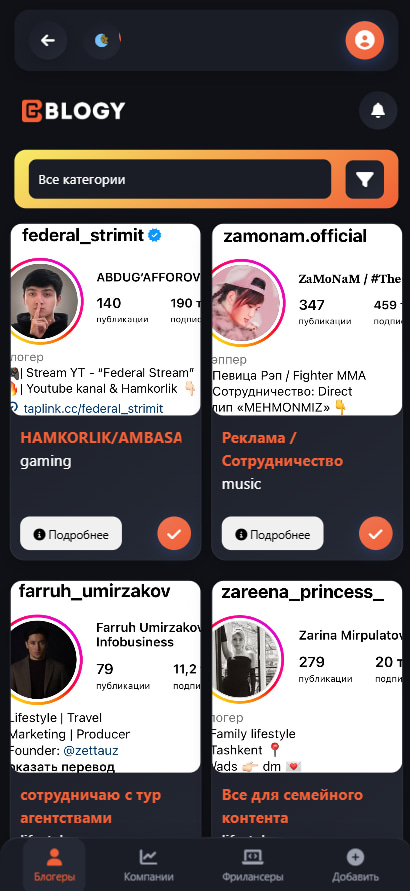 BLOGY
Все категории
federal_strimit
ABDUG'AFFOROV
140
190 т
публикации
подпис
логер
| Stream YT - "Federal Stream"
| Youtube kanal & Hamkorlik
taplink.cc/federal_strimit
HAMKORLIK/AMBASA
gaming
Подробнее
zamonam.official
ZaMoNaM / #The
347
459 т
публикации
подпис
эппер
Певица Рэп / Fighter MMA
Сотрудничество: Direct
лип «MEHMONMIZ»
Реклама /
Сотрудничество
music
Подробнее
farruh_umirzakov
Farruh Umirzakov
Infobusiness
79
11,2
публикации
подпи
Lifestyle | Travel
Marketing | Producer
Founder: @zettauz
оказать перевод
сотрудничаю с тур
агентствами
zareena_princess_
Zarina Mirpulatov
279
20 т
публикации
подпис
логер
Family lifestyle
Tashkent
/ads dm
Все для семейного
контента
Блогеры
Компании
Фрилансеры
Добавить